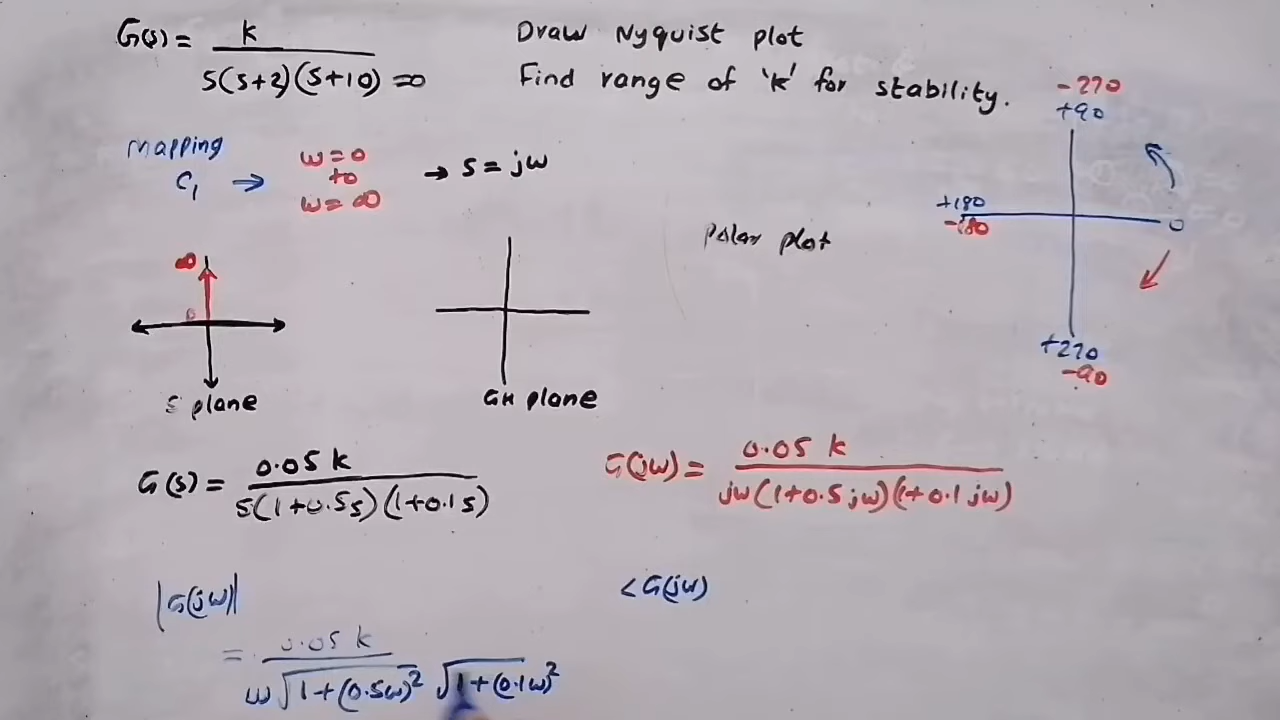 G(s) = k
s(s+2)(s+10) =0
Draw Nyquist plot
Find range of 'k' for stability.
Mapping
C1 →
ω=0
to
ω=∞
→ s = jω
-270
+90
+180
-180
0
+270
-90
Polar plot
∞
0
S plane
GH plane
G(s) = 0.05 k
s(1+0.5s)(1+0.1s)
G(jω) = 0.05 k
jω(1+0.5jω)(1+0.1jω)
|G(jω)|
<G(jω)
= 0.05 k
ω√1+(0.5ω)² √1+(0.1ω)²